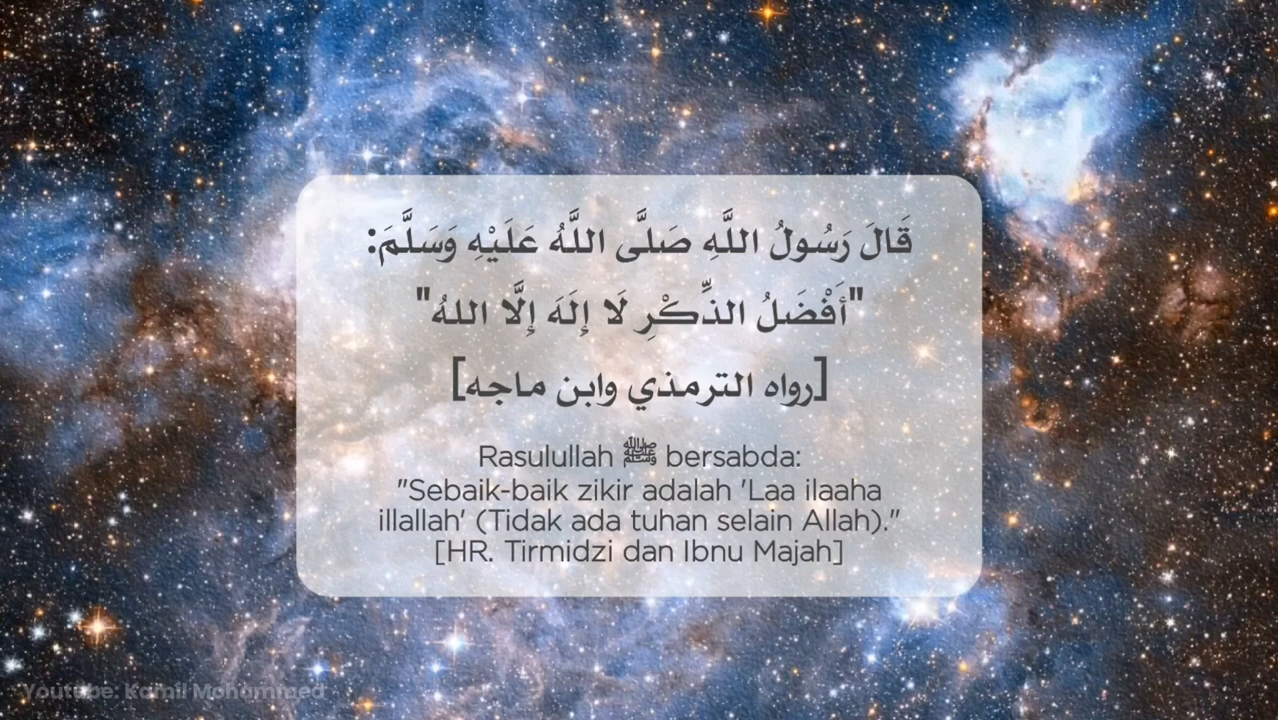 قَالَ رَسُولُ اللَّهِ صَلَّى اللَّهُ عَلَيْهِ وَسَلَّمَ:
"أَفْضَلُ الذِّكْرِ لَا إِلَهَ إِلَّا اللهُ"
[رواه الترمذي وابن ماجه]
Rasulullah ﷺ bersabda:
"Sebaik-baik zikir adalah 'Laa ilaaha
illallah' (Tidak ada tuhan selain Allah)."
[HR. Tirmidzi dan Ibnu Majah]
Youtube: Kamil Mohammed